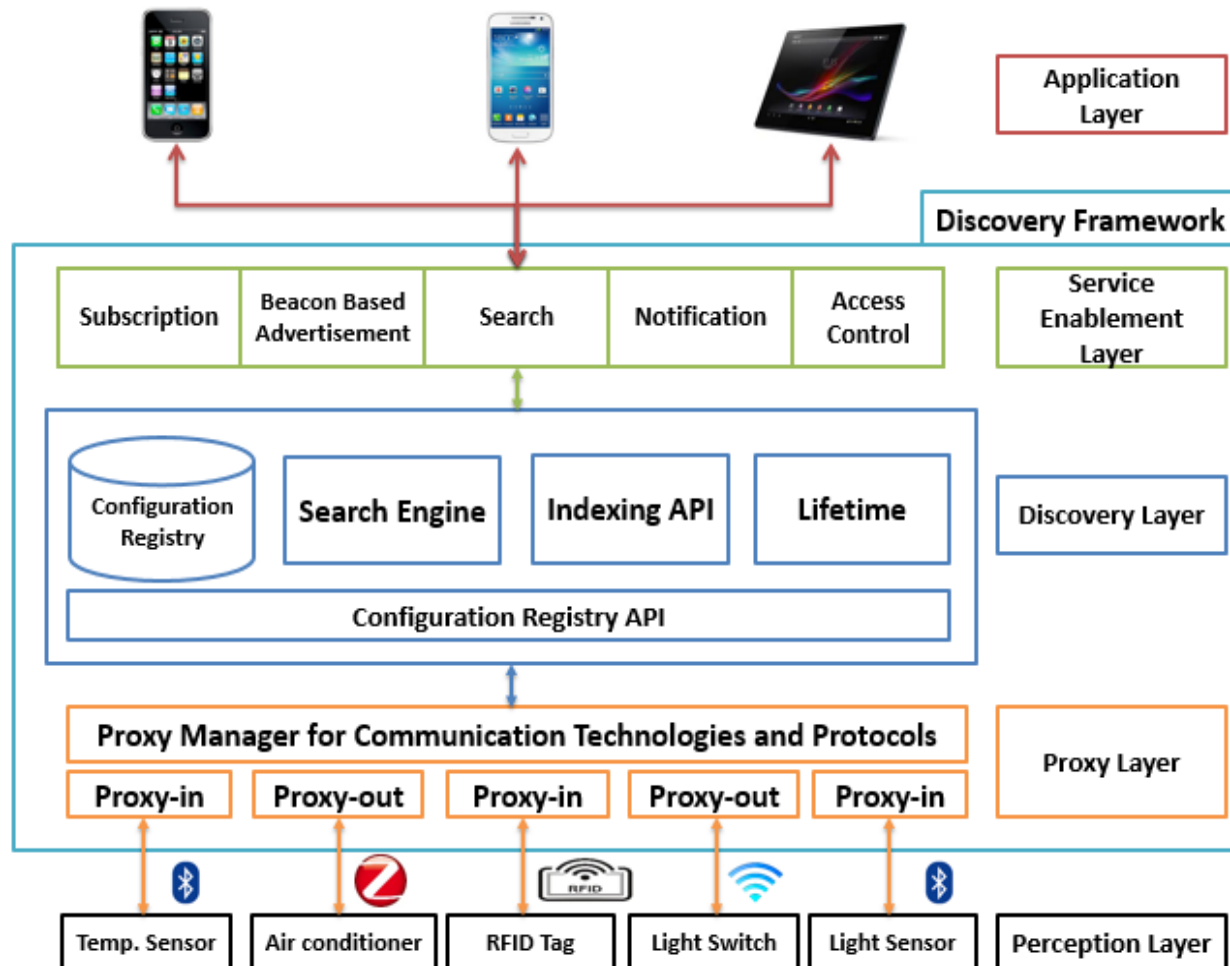 Application
Layer
Discovery Framework
Subscription
Beacon Based
Advertisement
Search
Notification
Access
Control
Service
Enablement
Layer
Configuration
Registry
Search Engine
Indexing API
Lifetime
Discovery Layer
Configuration Registry API
Proxy Manager for Communication Technologies and Protocols
Proxy Layer
Proxy-in
Proxy-out
Proxy-in
Proxy-out
Proxy-in
RFID
Temp. Sensor
Air conditioner
RFID Tag
Light Switch
Light Sensor
Perception Layer